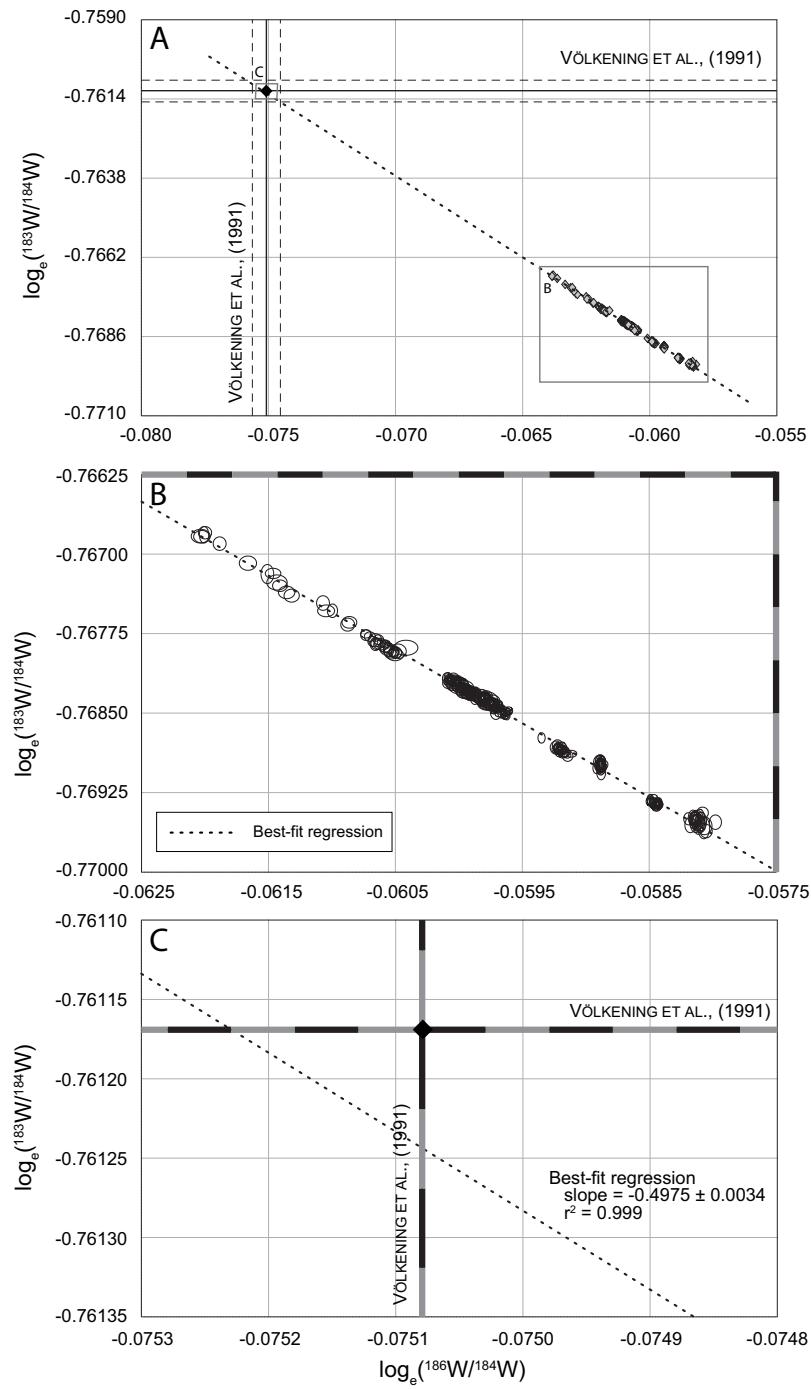 A
VÖLKENING ET AL., (1991)
C
VÖLKENING ET AL., (1991)
B
-0.7590
-0.7614
-0.7638
-0.7662
-0.7686
-0.7710
logₑ(¹⁸³W/¹⁸⁴W)
-0.080 -0.075 -0.070 -0.065 -0.060 -0.055
B
-0.76625
-0.76700
-0.76775
-0.76850
-0.76925
-0.77000
logₑ(¹⁸³W/¹⁸⁴W)
Best-fit regression
-0.0625 -0.0615 -0.0605 -0.0595 -0.0585 -0.0575
C
-0.76110
-0.76115
-0.76120
-0.76125
-0.76130
-0.76135
logₑ(¹⁸³W/¹⁸⁴W)
VÖLKENING ET AL., (1991)
VÖLKENING ET AL., (1991)
Best-fit regression
slope = -0.4975 ± 0.0034
r² = 0.999
-0.0753 -0.0752 -0.0751 -0.0750 -0.0748 -0.0748
logₑ(¹⁸⁶W/¹⁸⁴W)